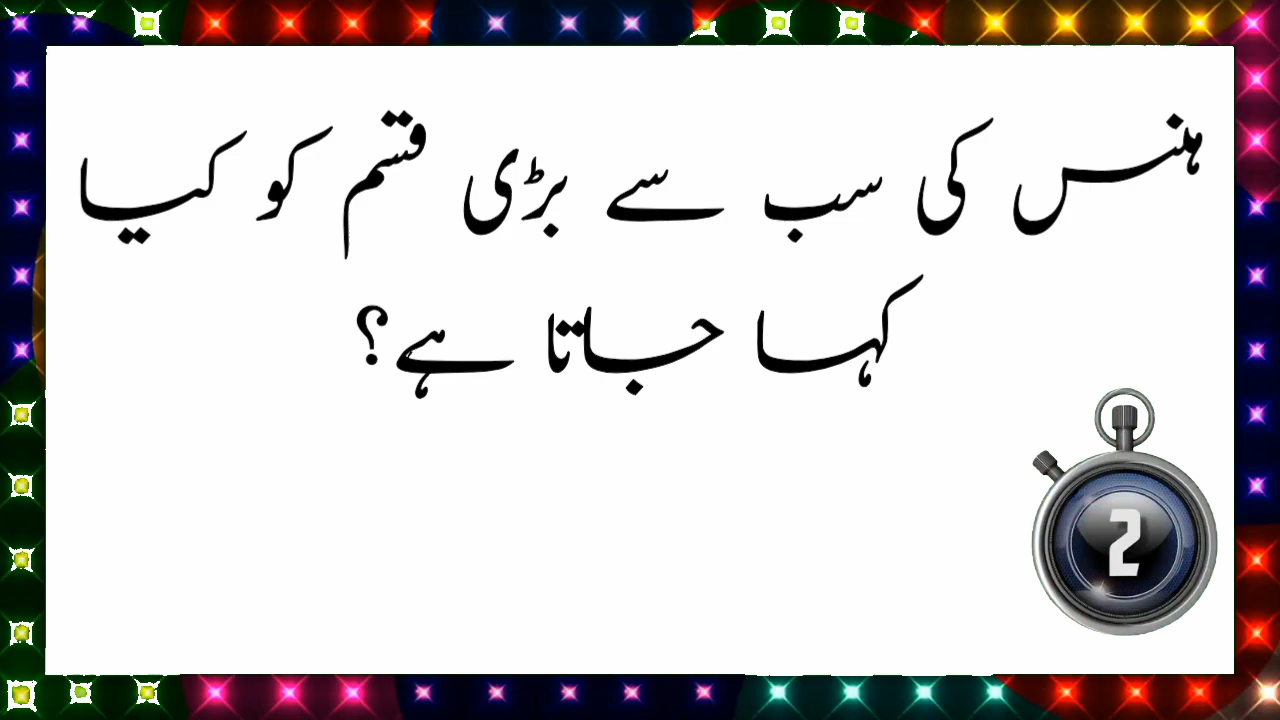 ہنس کی سب سے بڑی قسم کو کیا
کہا جاتا ہے؟
2